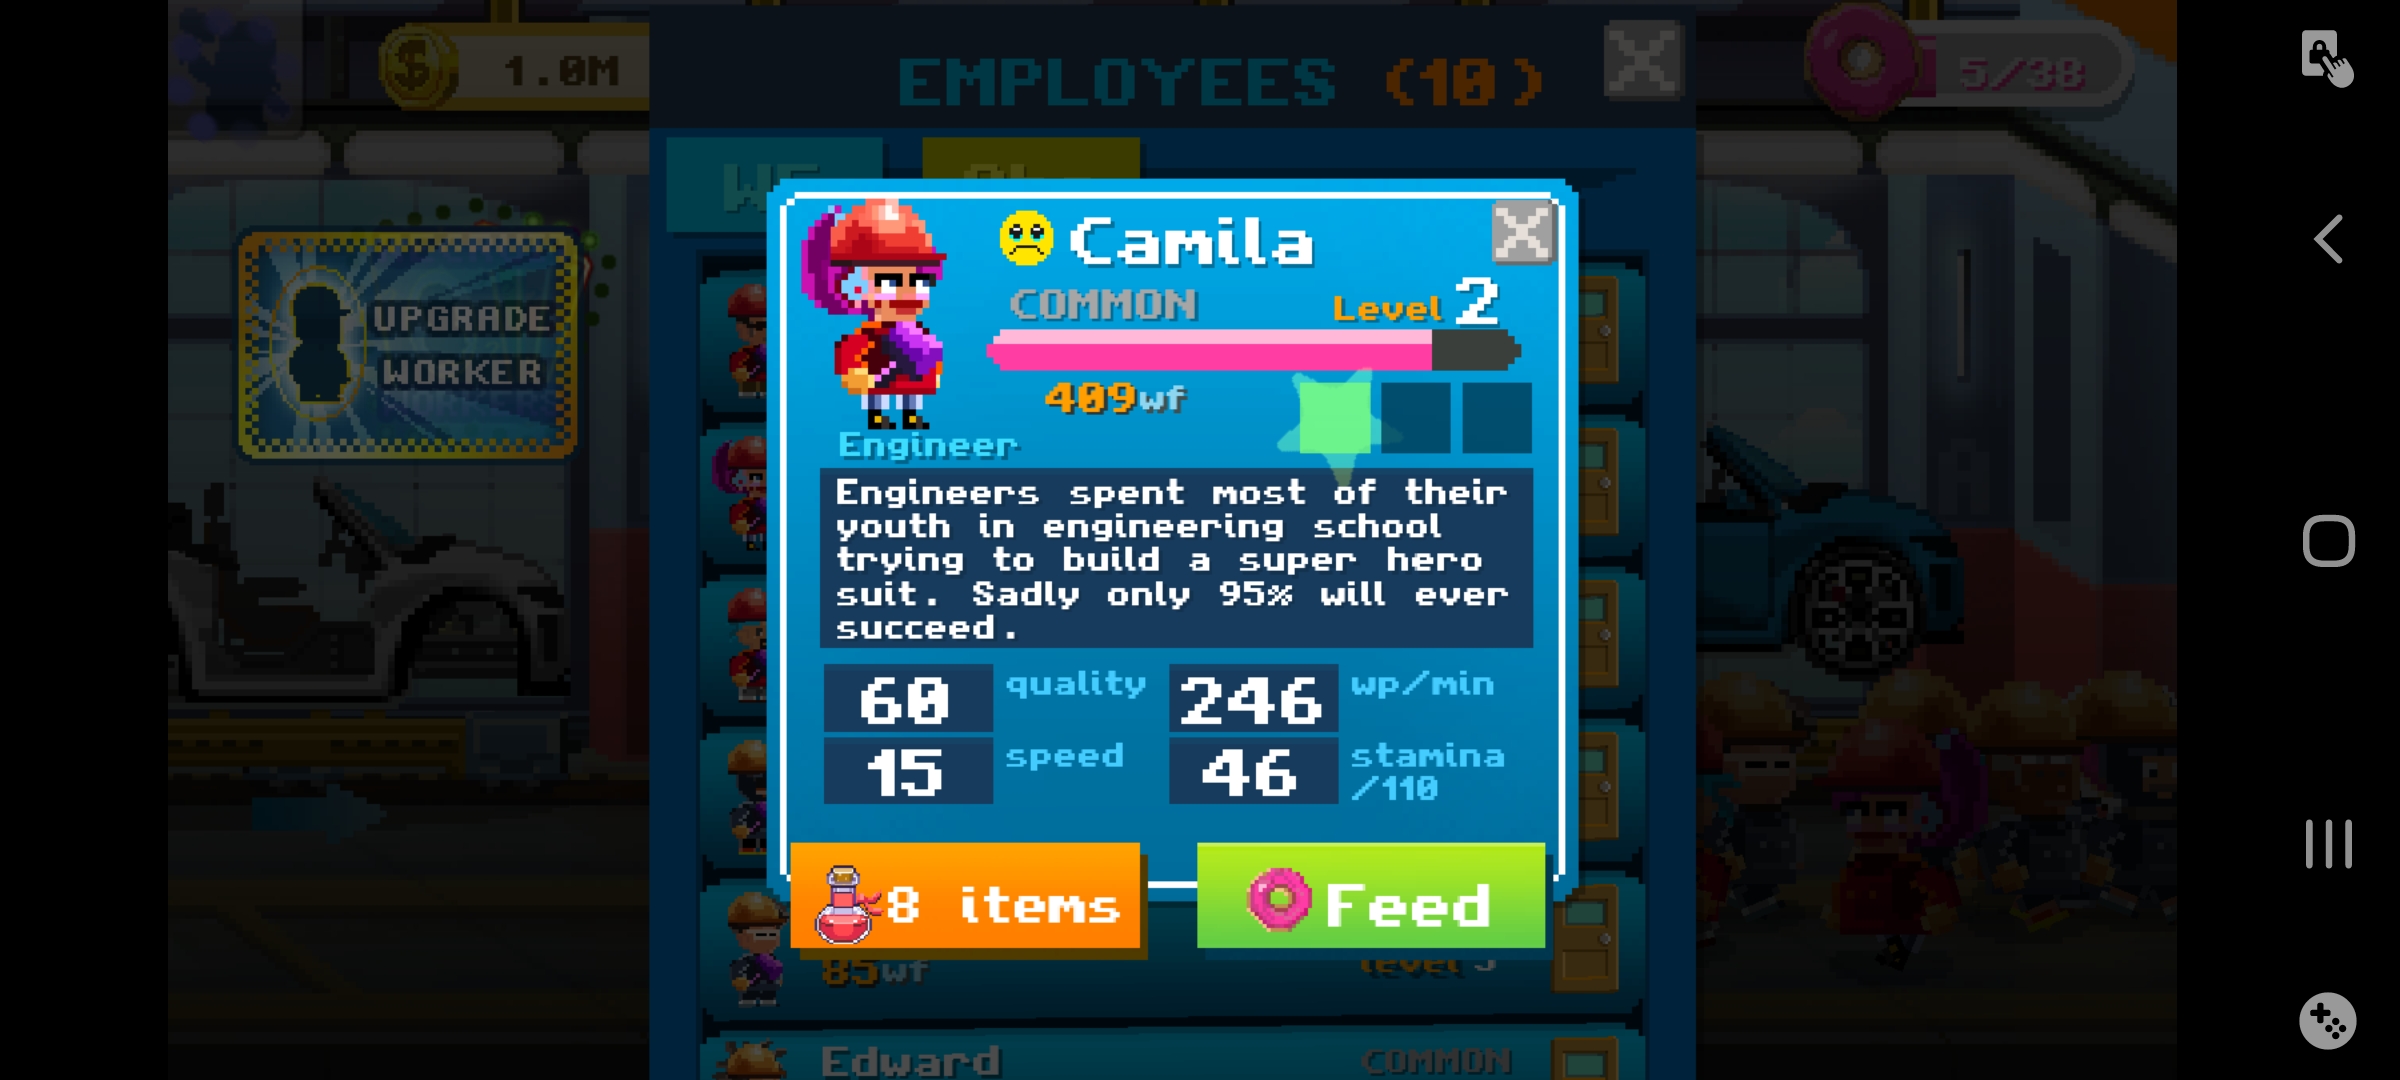 1.0M
EMPLOYEES (10)
5/38
UPGRADE
WORKER
Camila
COMMON
Level 2
409wf
Engineer
Engineers spent most of their
youth in engineering school
trying to build a super hero
suit. Sadly only 95% will ever
succeed.
60 quality
246 wp/min
15 speed
46 stamina
/110
8 items
Feed
85wf
Edward
COMMON